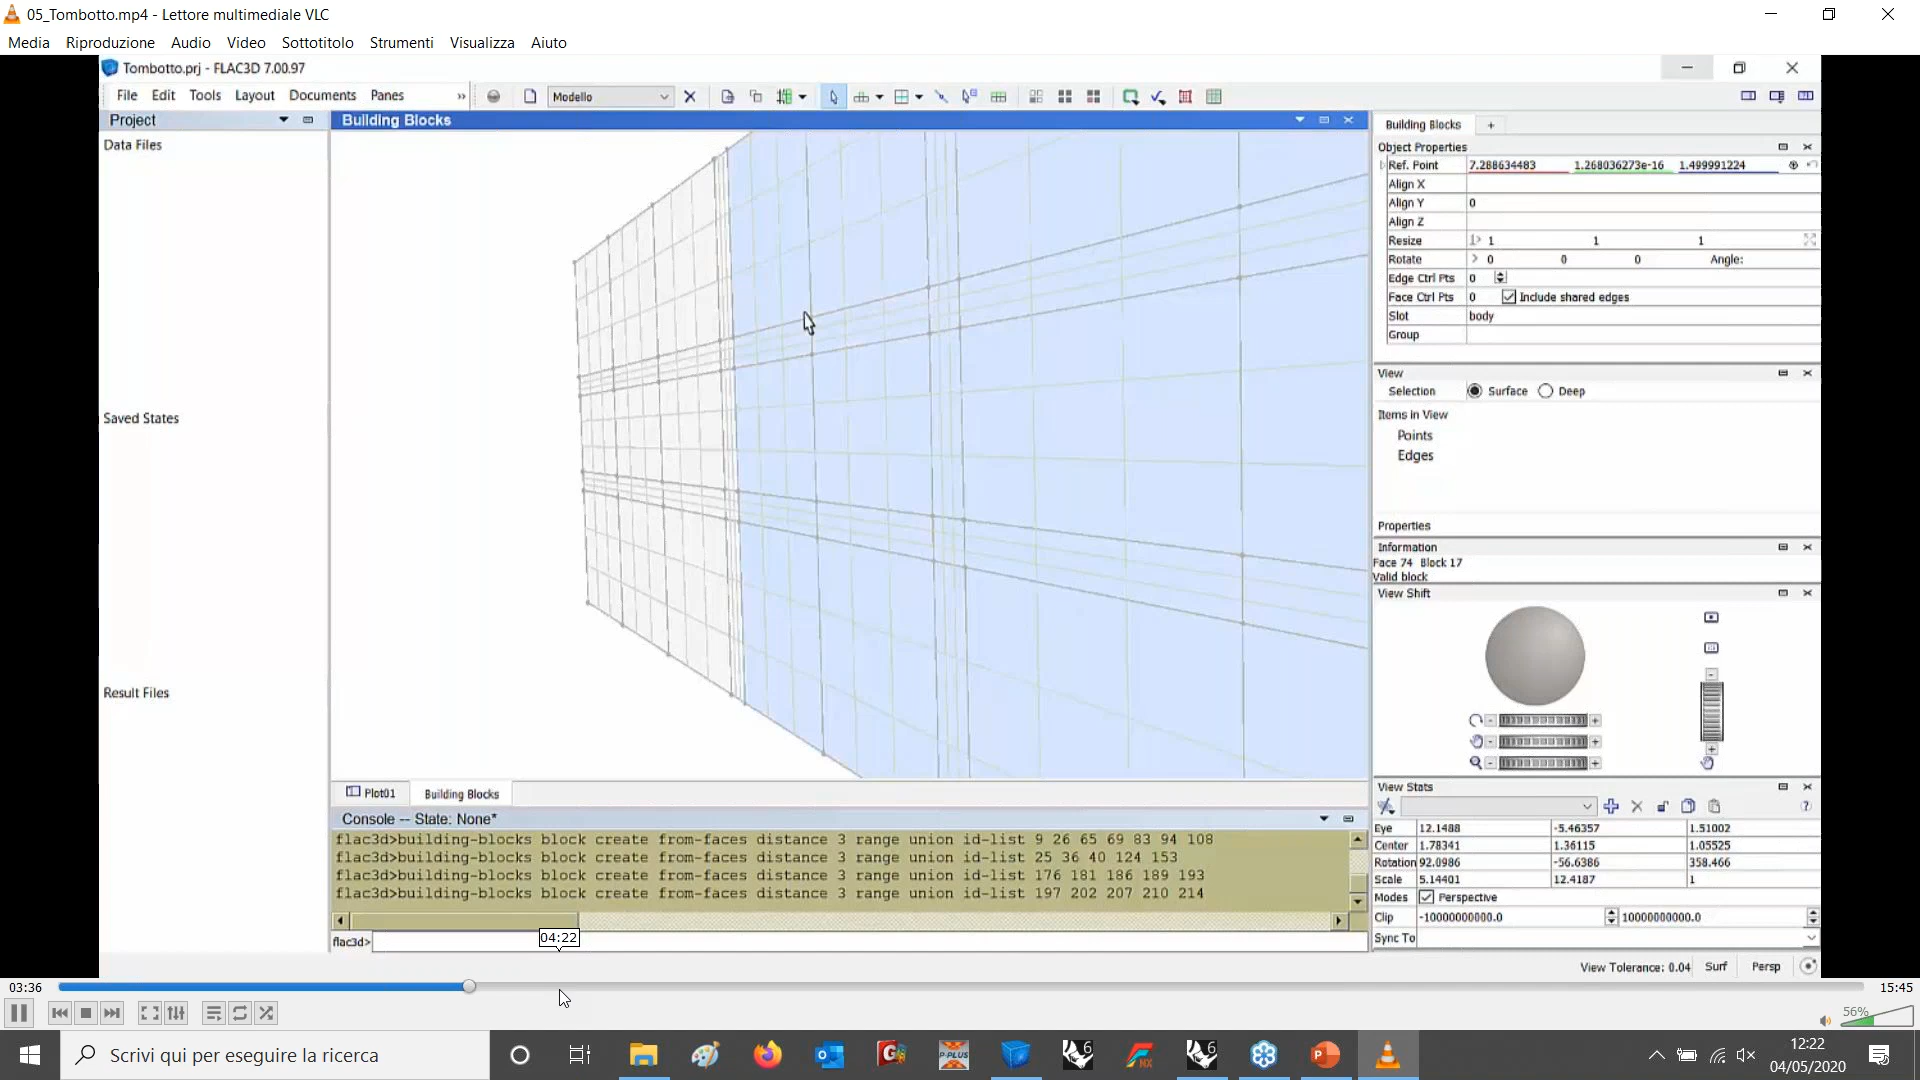 05_Tombotto.mp4 - Lettore multimediale VLC
Media Riproduzione Audio Video Sottotitolo Strumenti Visualizza Aiuto
Tombotto.prj - FLAC3D 7.00.97
File Edit Tools Layout Documents Panes » Modello
Project
Data Files
Saved States
Result Files
Building Blocks
Plot01 Building Blocks
Console -- State: None*
flac3d>building-blocks block create from-faces distance 3 range union id-list 9 26 65 69 83 94 108
flac3d>building-blocks block create from-faces distance 3 range union id-list 25 36 40 124 153
flac3d>building-blocks block create from-faces distance 3 range union id-list 176 181 186 189 193
flac3d>building-blocks block create from-faces distance 3 range union id-list 197 202 207 210 214
flac3d>
04:22
Building Blocks +
Object Properties
Ref. Point 7.288634483 1.268036273e-16 1.499991224
Align X
Align Y 0
Align Z
Resize 1 1 1
Rotate 0 0 0 Angle:
Edge Ctrl Pts 0
Face Ctrl Pts 0 Include shared edges
Slot body
Group
View
Selection Surface Deep
Items in View
Points
Edges
Properties
Information
Face 74 Block 17
Valid block
View Shift
View Stats
Eye 12.1488 -5.46357 1.51002
Center 1.78341 1.36115 1.05525
Rotation 92.0986 -56.6386 358.466
Scale 5.14401 12.4187 1
Modes Perspective
Clip -10000000000.0 10000000000.0
Sync To
View Tolerance: 0.04 Surf Persp
03:36 15:45
56%
Scrivi qui per eseguire la ricerca
P-PLUS
6
NX
6
P
12:22
04/05/2020